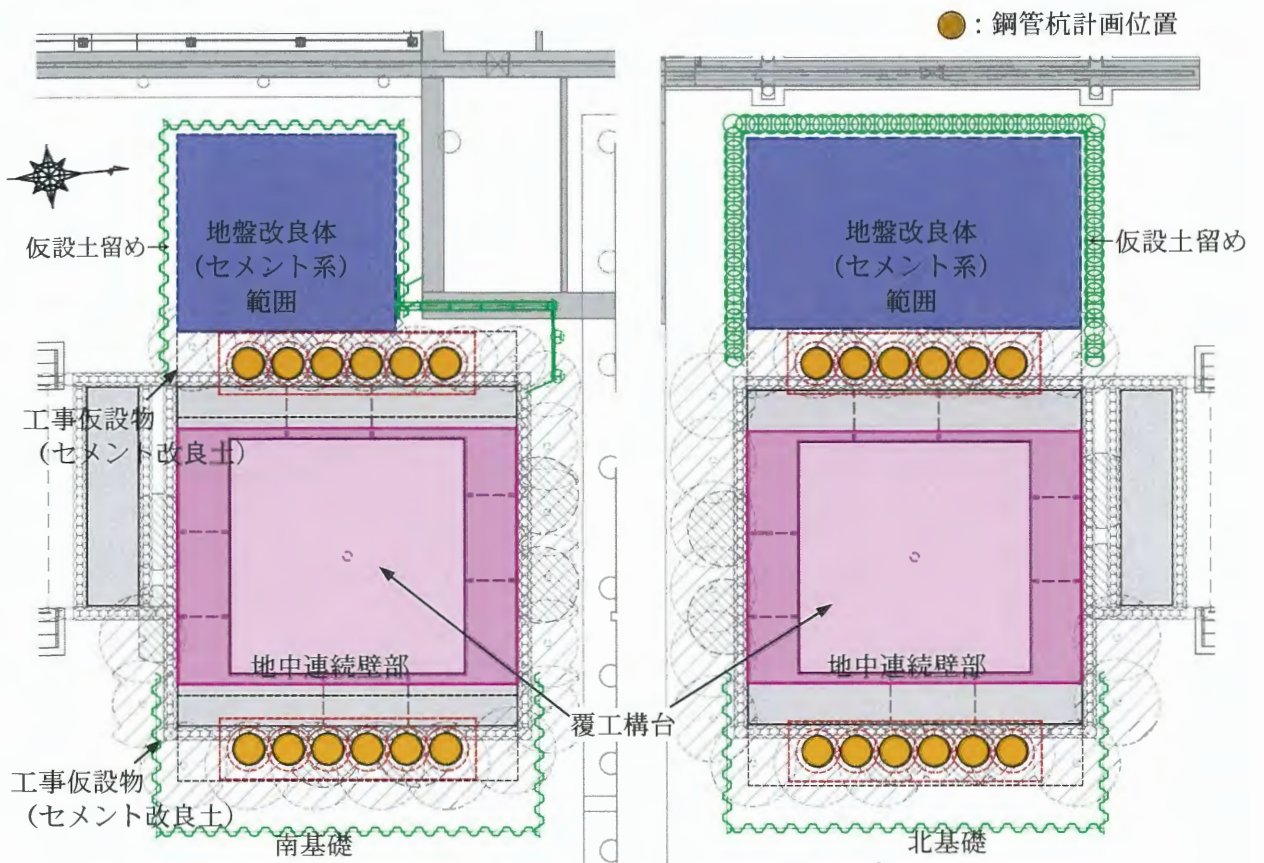 ：鋼管杭計画位置
仮設土留め
地盤改良体
（セメント系）
範囲
工事仮設物
（セメント改良土）
地中連続壁部
工事仮設物
（セメント改良土）
南基礎
覆工構台
地盤改良体
（セメント系）
範囲
仮設土留め
地中連続壁部
北基礎